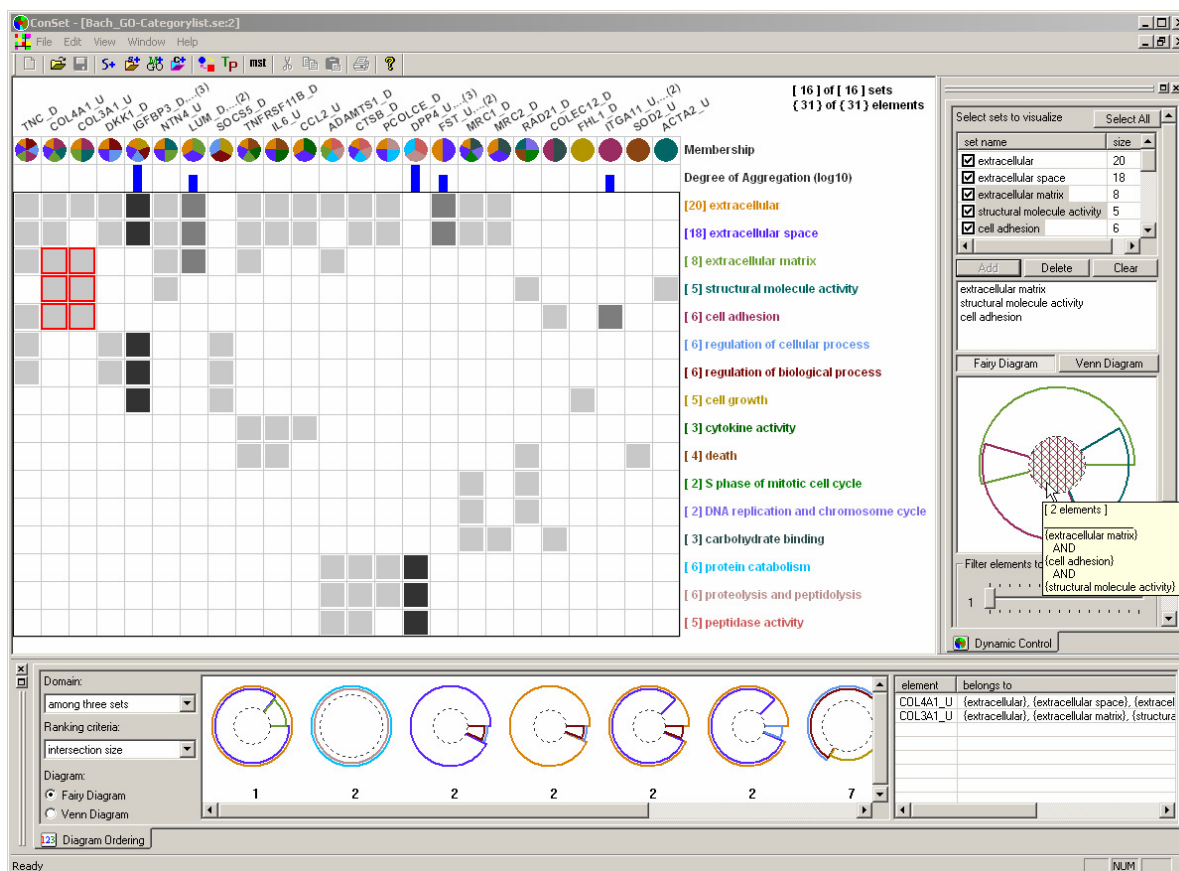 ConSet - [Bach_GO-Categorylist.se:2]
File Edit View Window Help
S+ Tp mst
TNC_D
COL4A1_U
COL3A1_U
DKK1_D
IGFBP3_D,...(3)
NTN4_U
LUM_D,...(2)
SOCS5_D
TNFRSF11B_D
IL6_U
CCL2_U
ADAMTS1_D
CTSB_D
PCOLCE_D
DPP4_U,...(3)
FST_U,...(2)
MRC1_D
MRC2_D
RAD21_D
COLEC12_D
FHL1_D
ITGA11_U,...(2)
SOD2_U
ACTA2_U
[ 16 ] of [ 16 ] sets
{ 31 } of { 31 } elements
Membership
Degree of Aggregation (log10)
[20] extracellular
[18] extracellular space
[ 8] extracellular matrix
[ 5] structural molecule activity
[ 6] cell adhesion
[ 6] regulation of cellular process
[ 6] regulation of biological process
[ 5] cell growth
[ 3] cytokine activity
[ 4] death
[ 2] S phase of mitotic cell cycle
[ 2] DNA replication and chromosome cycle
[ 3] carbohydrate binding
[ 6] protein catabolism
[ 6] proteolysis and peptidolysis
[ 5] peptidase activity
Select sets to visualize Select All
set name size
extracellular 20
extracellular space 18
extracellular matrix 8
structural molecule activity 5
cell adhesion 6
Add Delete Clear
extracellular matrix
structural molecule activity
cell adhesion
Fairy Diagram Venn Diagram
[ 2 elements ]
{extracellular matrix}
AND
{cell adhesion}
AND
{structural molecule activity}
Filter elements to
1
Dynamic Control
Domain:
among three sets
Ranking criteria:
intersection size
Diagram:
Fairy Diagram
Venn Diagram
1 2 2 2 2 2 7
element belongs to
COL4A1_U {extracellular}, {extracellular space}, {extracel
COL3A1_U {extracellular}, {extracellular matrix}, {structura
123 Diagram Ordering
Ready NUM